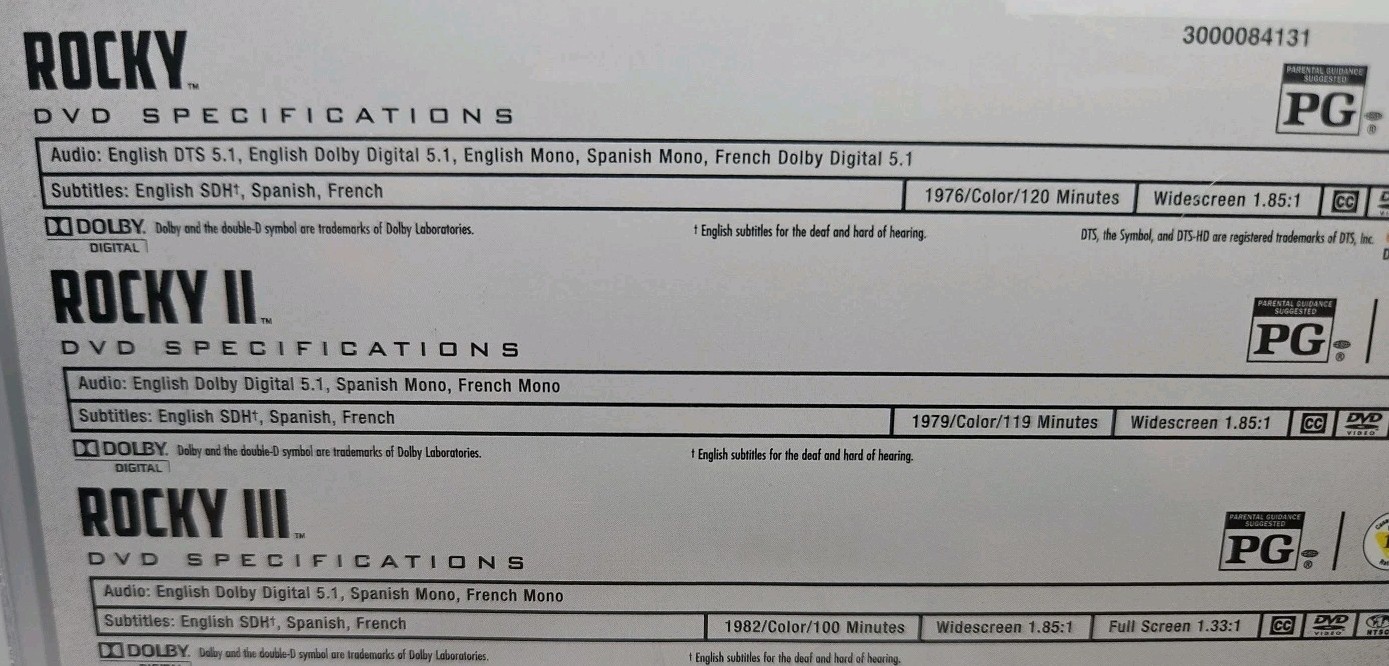 3000084131
ROCKY™
PARENTAL GUIDANCE
SUGGESTED
PG ®
DVD SPECIFICATIONS
Audio: English DTS 5.1, English Dolby Digital 5.1, English Mono, Spanish Mono, French Dolby Digital 5.1
Subtitles: English SDH†, Spanish, French 1976/Color/120 Minutes Widescreen 1.85:1 CC
DOLBY. Dolby and the double-D symbol are trademarks of Dolby Laboratories. † English subtitles for the deaf and hard of hearing. DTS, the Symbol, and DTS-HD are registered trademarks of DTS, Inc.
DIGITAL
ROCKY II™
PARENTAL GUIDANCE
SUGGESTED
PG ®
DVD SPECIFICATIONS
Audio: English Dolby Digital 5.1, Spanish Mono, French Mono
Subtitles: English SDH†, Spanish, French 1979/Color/119 Minutes Widescreen 1.85:1 CC DVD VIDEO
DOLBY. Dolby and the double-D symbol are trademarks of Dolby Laboratories. † English subtitles for the deaf and hard of hearing.
DIGITAL
ROCKY III™
PARENTAL GUIDANCE
SUGGESTED
PG ®
DVD SPECIFICATIONS
Audio: English Dolby Digital 5.1, Spanish Mono, French Mono
Subtitles: English SDH†, Spanish, French 1982/Color/100 Minutes Widescreen 1.85:1 Full Screen 1.33:1 CC DVD VIDEO NTSC
DOLBY. Dolby and the double-D symbol are trademarks of Dolby Laboratories. † English subtitles for the deaf and hard of hearing.